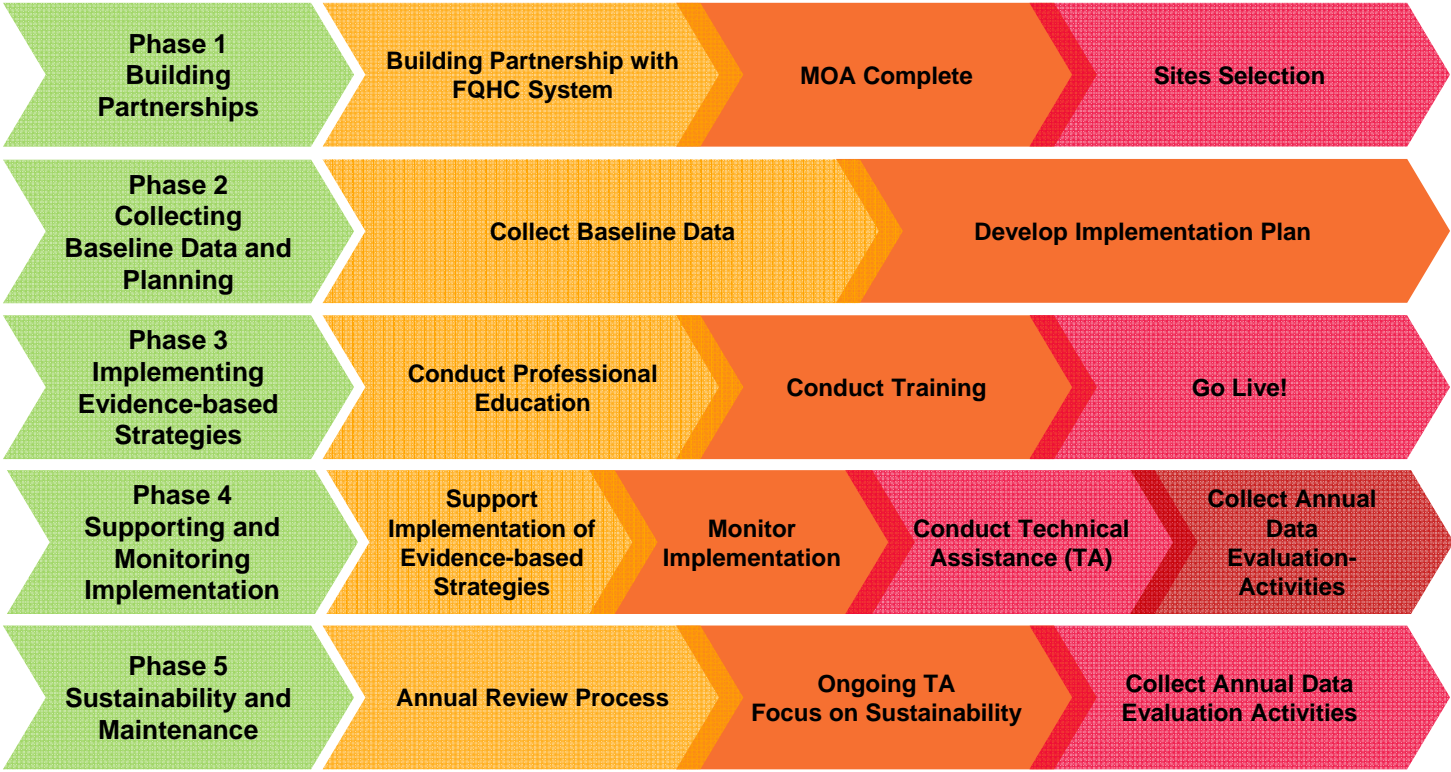 Phase 1
Building
Partnerships
Building Partnership with
FQHC System
MOA Complete
Sites Selection
Phase 2
Collecting
Baseline Data and
Planning
Collect Baseline Data
Develop Implementation Plan
Phase 3
Implementing
Evidence-based
Strategies
Conduct Professional
Education
Conduct Training
Go Live!
Phase 4
Supporting and
Monitoring
Implementation
Support
Implementation of
Evidence-based
Strategies
Monitor
Implementation
Conduct Technical
Assistance (TA)
Collect Annual
Data
Evaluation-
Activities
Phase 5
Sustainability and
Maintenance
Annual Review Process
Ongoing TA
Focus on Sustainability
Collect Annual Data
Evaluation Activities